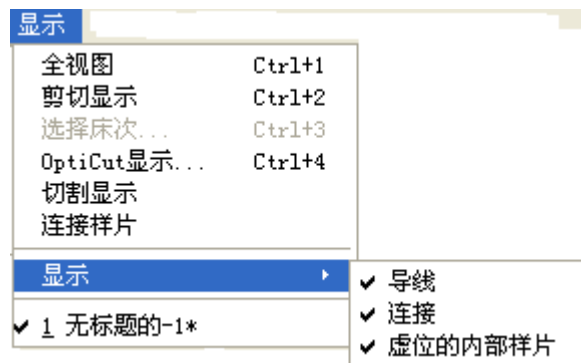 显示
全视图 Ctrl+1
剪切显示 Ctrl+2
选择床次... Ctrl+3
OptiCut显示... Ctrl+4
切割显示
连接样片
显示
✔ 导线
✔ 连接
✔ 1 无标题的-1*
✔ 虚位的内部样片